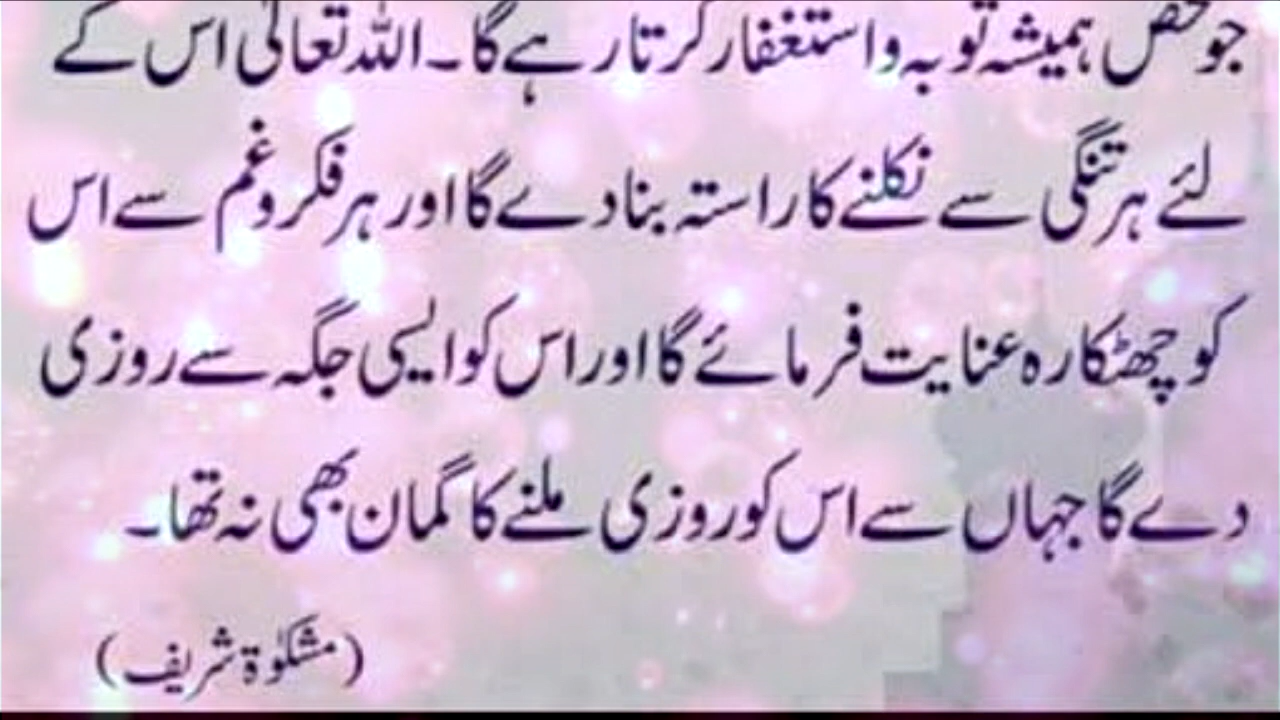 جو شخص ہمیشہ توبہ و استغفار کرتا رہے گا۔ اللہ تعالیٰ اس کے
لئے ہر تنگی سے نکلنے کا راستہ بنا دے گا اور ہر فکر و غم سے اس
کو چھٹکارہ عنایت فرمائے گا اور اس کو ایسی جگہ سے روزی
دے گا جہاں سے اس کو روزی ملنے کا گمان بھی نہ تھا۔
(مشکوٰۃ شریف)